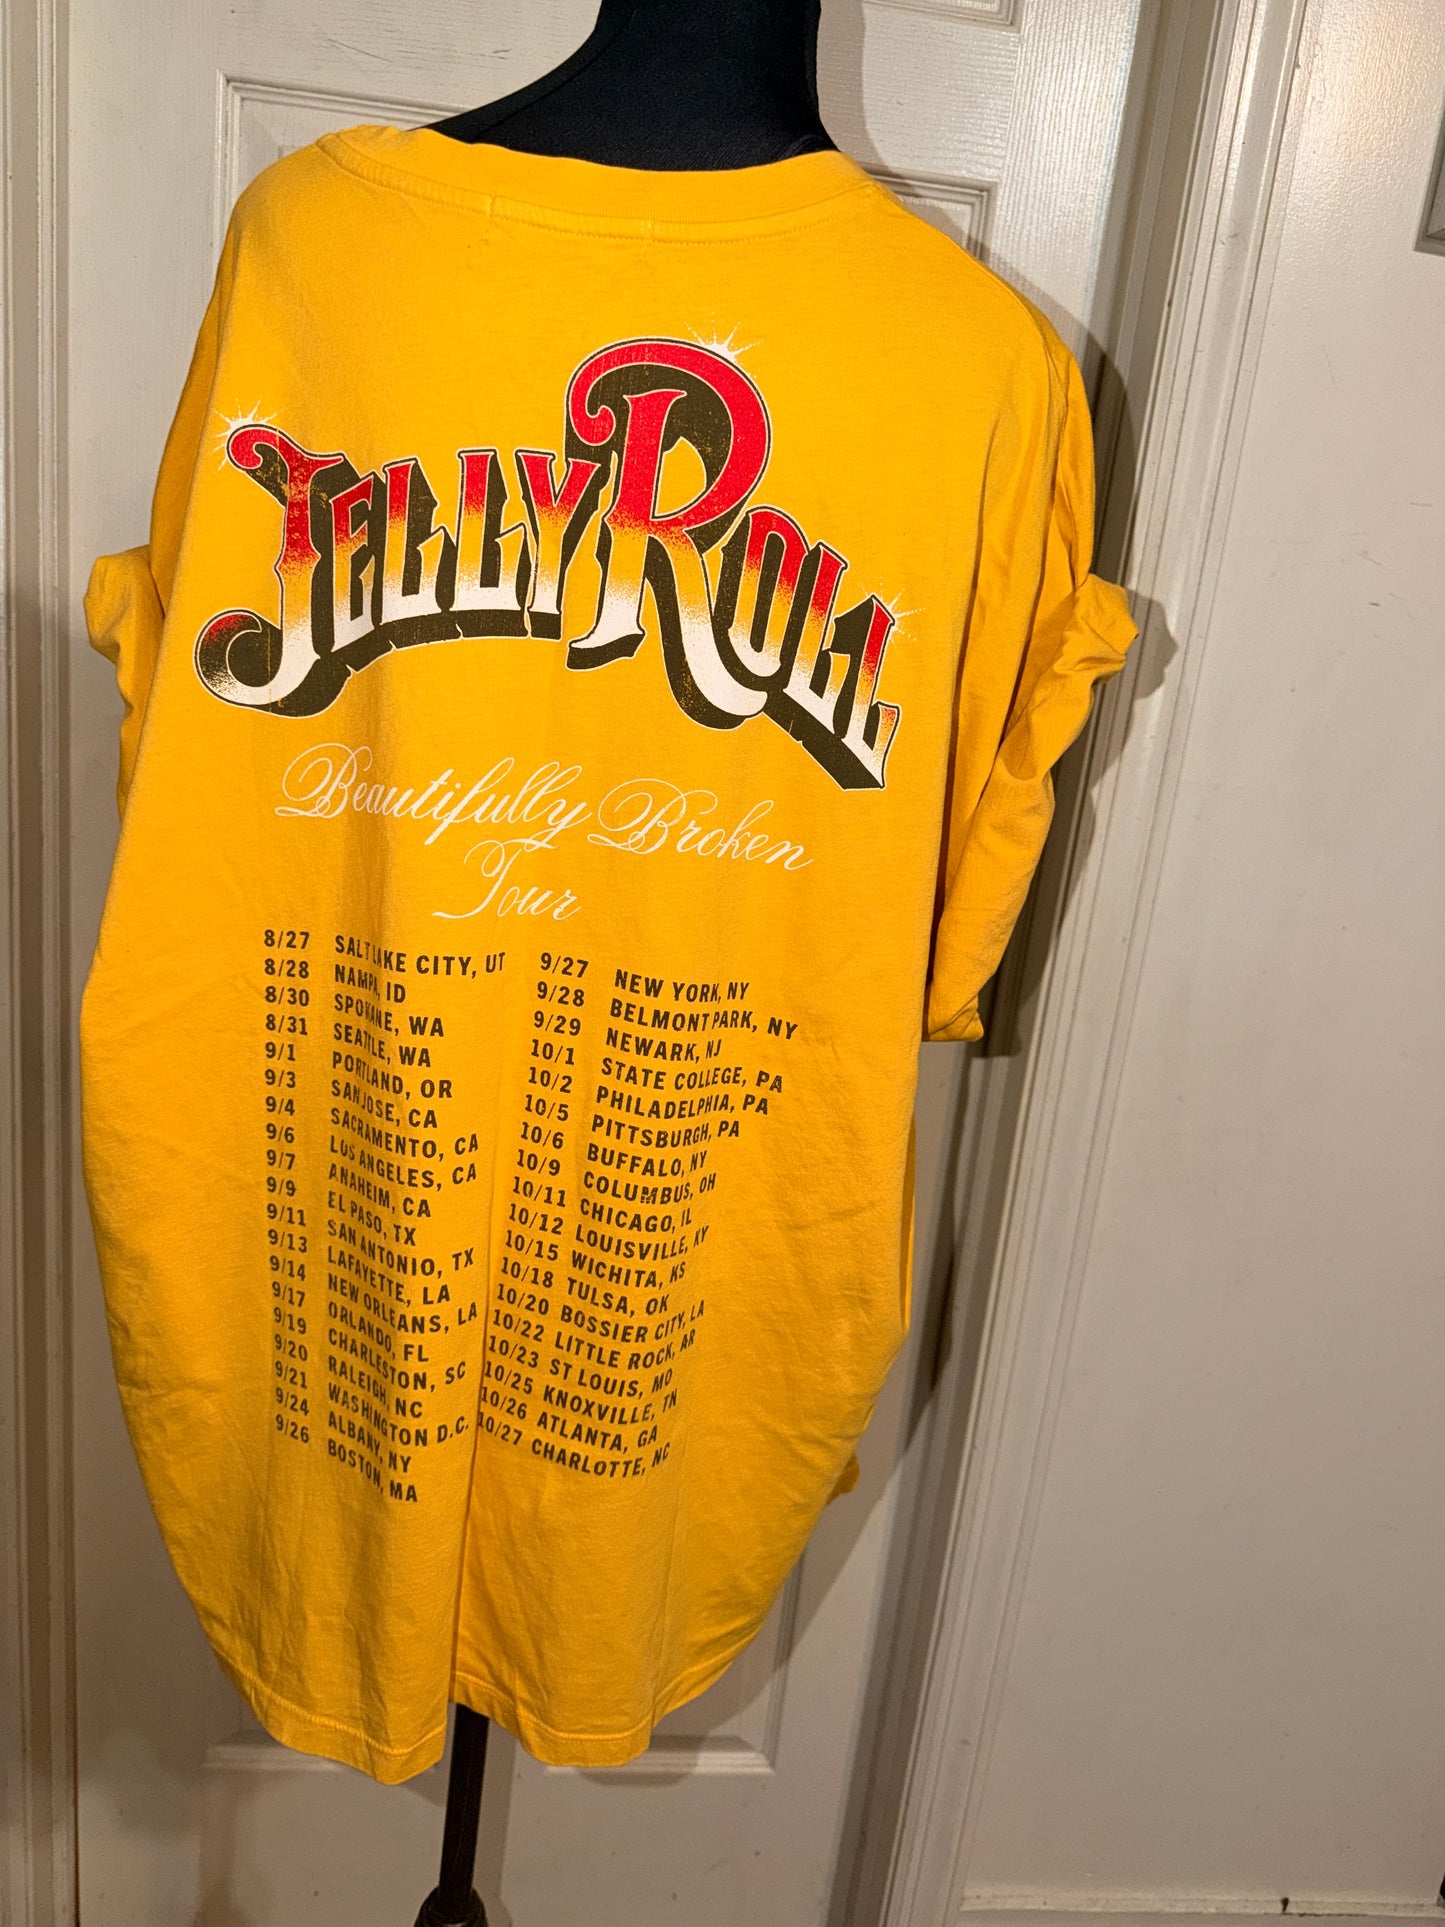 JELLY ROLL
Beautifully Broken
Tour
8/27 SALT LAKE CITY, UT
8/28 NAMPA, ID
8/30 SPOKANE, WA
8/31 SEATTLE, WA
9/1 PORTLAND, OR
9/3 SAN JOSE, CA
9/4 SACRAMENTO, CA
9/6 LOS ANGELES, CA
9/7 ANAHEIM, CA
9/9 EL PASO, TX
9/11 SAN ANTONIO, TX
9/13 LAFAYETTE, LA
9/14 NEW ORLEANS, LA
9/17 ORLANDO, FL
9/19 CHARLESTON, SC
9/20 RALEIGH, NC
9/21 WASHINGTON D.C.
9/24 ALBANY, NY
9/26 BOSTON, MA
9/27 NEW YORK, NY
9/28 BELMONT PARK, NY
9/29 NEWARK, NJ
10/1 STATE COLLEGE, PA
10/2 PHILADELPHIA, PA
10/5 PITTSBURGH, PA
10/6 BUFFALO, NY
10/9 COLUMBUS, OH
10/11 CHICAGO, IL
10/12 LOUISVILLE, KY
10/15 WICHITA, KS
10/18 TULSA, OK
10/20 BOSSIER CITY, LA
10/22 LITTLE ROCK, AR
10/23 ST LOUIS, MO
10/25 KNOXVILLE, TN
10/26 ATLANTA, GA
10/27 CHARLOTTE, NC